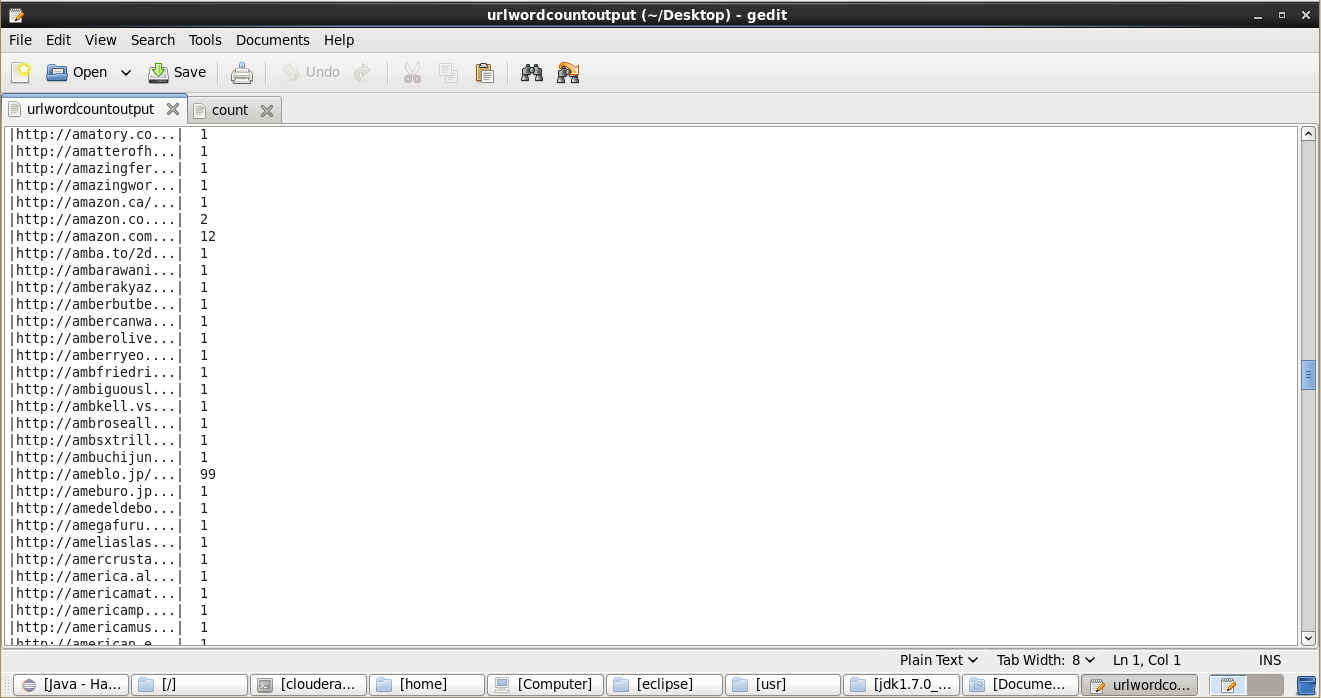 urlwordcountoutput (~/Desktop) - gedit
File Edit View Search Tools Documents Help
Open Save Undo
urlwordcountoutput count
|http://amatory.co...| 1
|http://amatterofh...| 1
|http://amazingfer...| 1
|http://amazingwor...| 1
|http://amazon.ca/...| 1
|http://amazon.co....| 2
|http://amazon.com...| 12
|http://amba.to/2d...| 1
|http://ambarawani...| 1
|http://amberakyaz...| 1
|http://amberbutbe...| 1
|http://ambercanwa...| 1
|http://amberolive...| 1
|http://amberryeo....| 1
|http://ambfriedri...| 1
|http://ambiguousl...| 1
|http://ambkell.vs...| 1
|http://ambroseall...| 1
|http://ambsxtrill...| 1
|http://ambuchijun...| 1
|http://ameblo.jp/...| 99
|http://ameburo.jp...| 1
|http://amedeldebo...| 1
|http://amegafuru....| 1
|http://ameliaslas...| 1
|http://amercrusta...| 1
|http://america.al...| 1
|http://americamat...| 1
|http://americamp....| 1
|http://americamus...| 1
|http://american.e...| 1
Plain Text Tab Width: 8 Ln 1, Col 1 INS
[Java - Ha... [/] [cloudera... [home] [Computer] [eclipse] [usr] [jdk1.7.0_... [Docume... urlwordco...